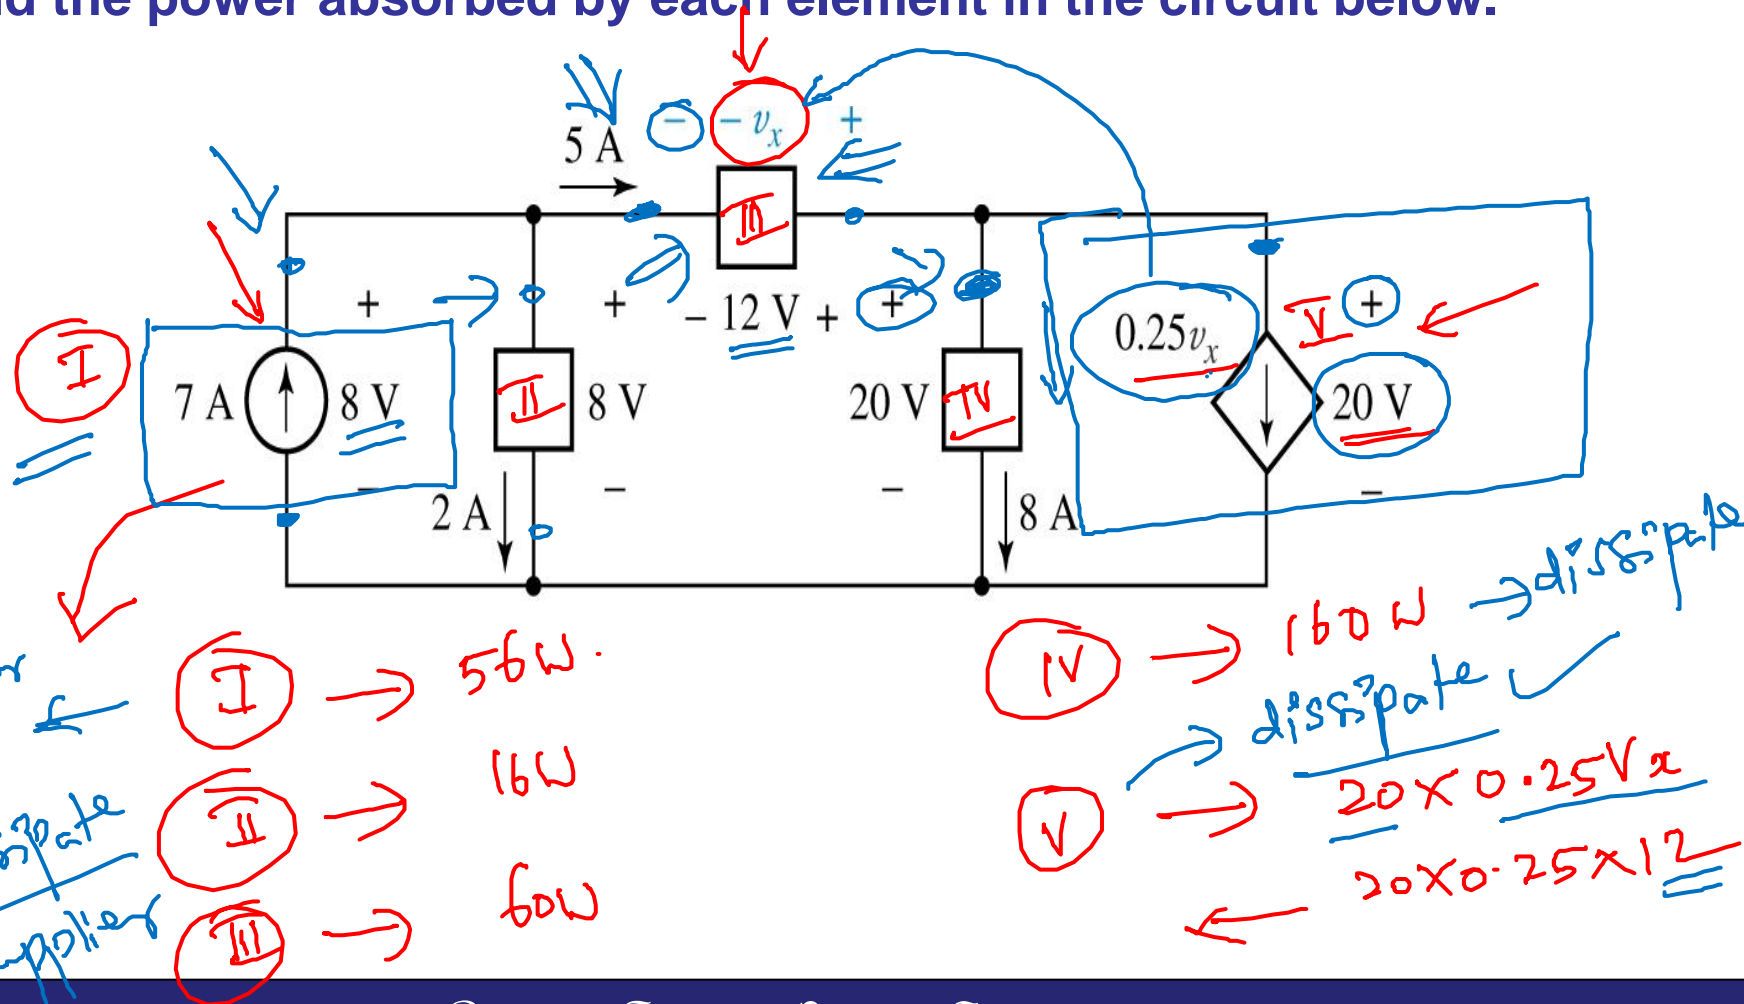 d the power absorbed by each element in the circuit below.
5 A
− − vₓ +
III
+ + − 12 V + +
0.25vₓ
V +
I
7 A 8 V
II 8 V
20 V IV
20 V
− − − −
2 A
8 A
dissipate
I → 56W.
IV → 160W → dissipate
II → 16W
V → 20 × 0.25Vx
20×0.25×12
III → 60W